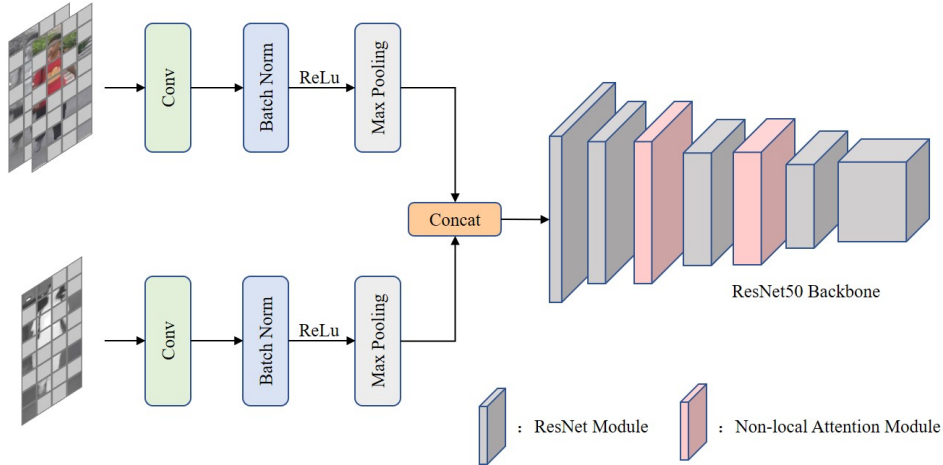 Conv
Batch Norm
ReLu
Max Pooling
Concat
Conv
Batch Norm
ReLu
Max Pooling
ResNet50 Backbone
: ResNet Module
: Non-local Attention Module